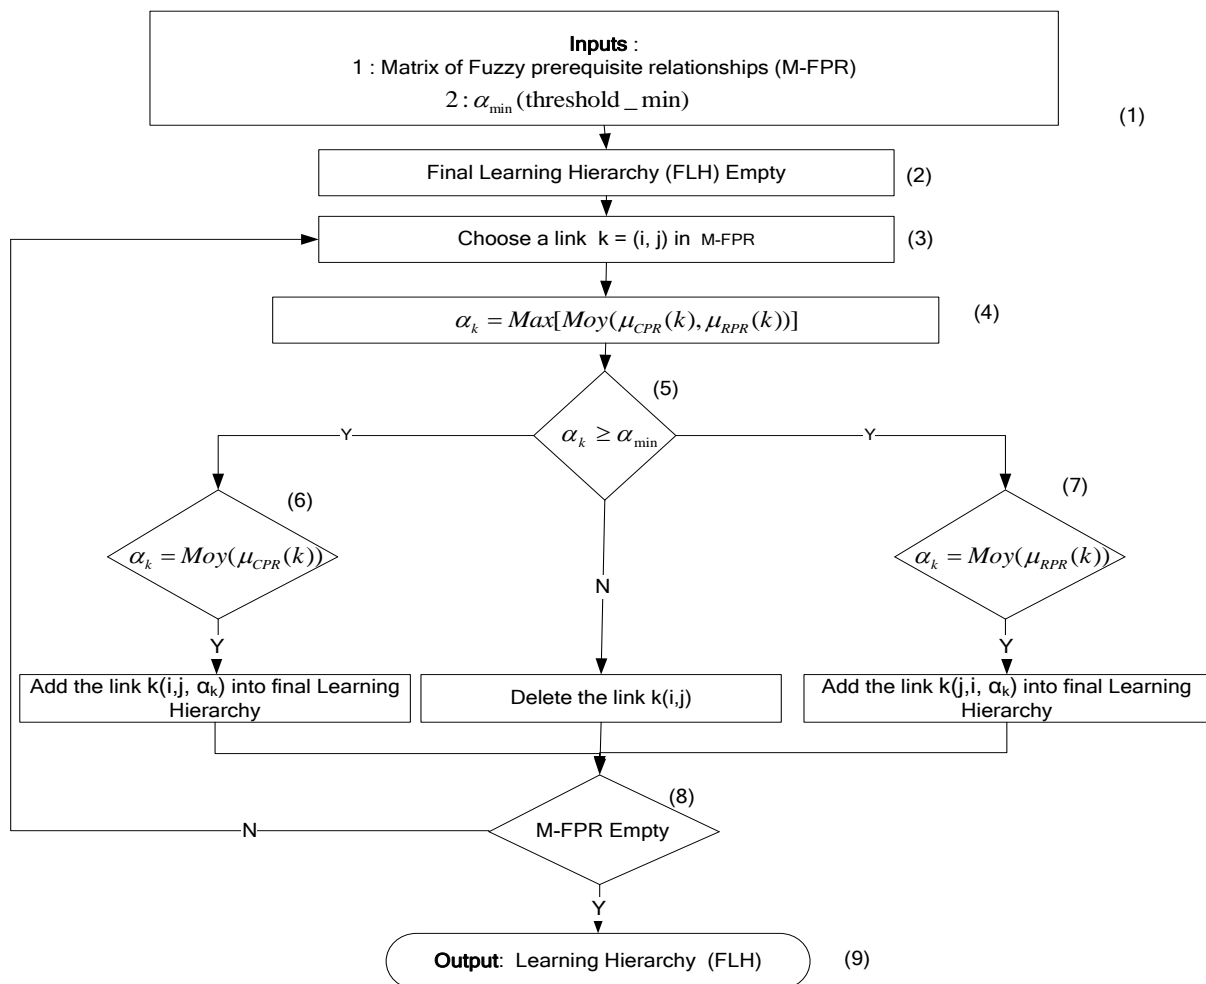 Inputs :
1 : Matrix of Fuzzy prerequisite relationships (M-FPR)
2 : α_min (threshold _ min)
(1)
Final Learning Hierarchy (FLH) Empty
(2)
Choose a link k = (i, j) in M-FPR
(3)
α_k = Max[Moy(μ_CPR(k), μ_RPR(k))]
(4)
(5)
α_k ≥ α_min
Y
Y
(6)
(7)
α_k = Moy(μ_CPR(k))
α_k = Moy(μ_RPR(k))
N
Y
Y
Add the link k(i,j, α_k) into final Learning
Hierarchy
Delete the link k(i,j)
Add the link k(j,i, α_k) into final Learning
Hierarchy
(8)
M-FPR Empty
N
Y
Output: Learning Hierarchy (FLH)
(9)